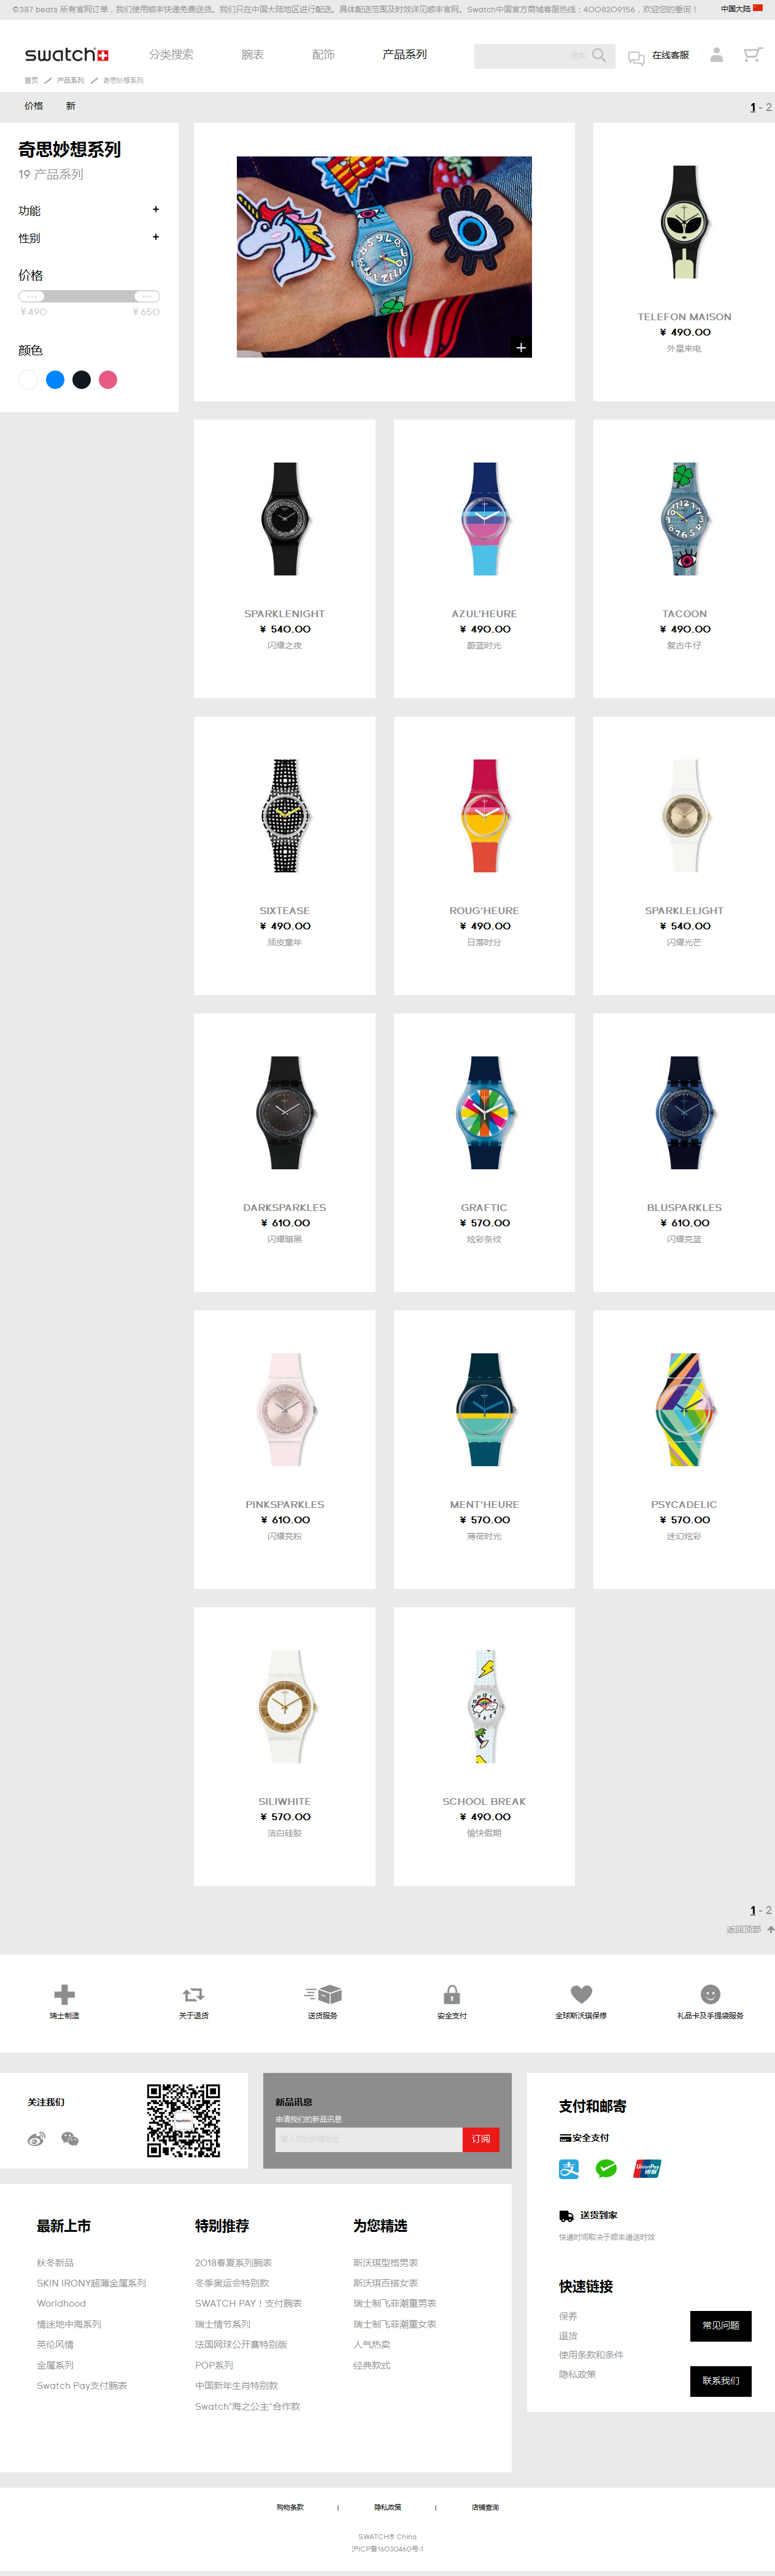 ©387 beats 所有官网订单，我们使用顺丰快递免费送货。我们只在中国大陆地区进行配送。具体配送范围及时效详见顺丰官网。Swatch中国官方商城客服热线：4008209156，欢迎您的垂询！ 中国大陆
swatch 分类搜索 腕表 配饰 产品系列 搜索 在线客服
首页 / 产品系列 / 奇思妙想系列
价格 新 1 - 2
奇思妙想系列
19 产品系列
功能 +
性别 +
价格
¥490 ¥650
颜色
TELEFON MAISON
¥ 490.00
外星来电
SPARKLENIGHT
¥ 540.00
闪耀之夜
AZUL'HEURE
¥ 490.00
蔚蓝时光
TACOON
¥ 490.00
复古牛仔
SIXTEASE
¥ 490.00
顽皮童年
ROUG'HEURE
¥ 490.00
日落时分
SPARKLELIGHT
¥ 540.00
闪耀光芒
DARKSPARKLES
¥ 610.00
闪耀暗黑
GRAFTIC
¥ 570.00
炫彩条纹
BLUSPARKLES
¥ 610.00
闪耀亮蓝
PINKSPARKLES
¥ 610.00
闪耀亮粉
MENT'HEURE
¥ 570.00
薄荷时光
PSYCADELIC
¥ 570.00
迷幻炫彩
SILIWHITE
¥ 570.00
洁白硅胶
SCHOOL BREAK
¥ 490.00
愉快假期
1 - 2
返回顶部
瑞士制造 关于退货 送货服务 安全支付 全球斯沃琪保修 礼品卡及手提袋服务
关注我们
新品讯息
申请我们的新品讯息
订阅
支付和邮寄
安全支付
支
UnionPay
银联
送货到家
快递时间取决于顺丰递送时效
快速链接
保养
退货
使用条款和条件
隐私政策
常见问题
联系我们
最新上市
秋冬新品
SKIN IRONY超薄金属系列
Worldhood
情迷地中海系列
英伦风情
金属系列
Swatch Pay支付腕表
特别推荐
2018春夏系列腕表
冬季奥运会特别款
SWATCH PAY！支付腕表
瑞士情节系列
法国网球公开赛特别版
POP系列
中国新年生肖特别款
Swatch"海之公主"合作款
为您精选
斯沃琪型格男表
斯沃琪百搭女表
瑞士制飞菲潮童男表
瑞士制飞菲潮童女表
人气热卖
经典款式
购物条款 | 隐私政策 | 店铺查询
SWATCH® China
沪ICP备16030460号-1